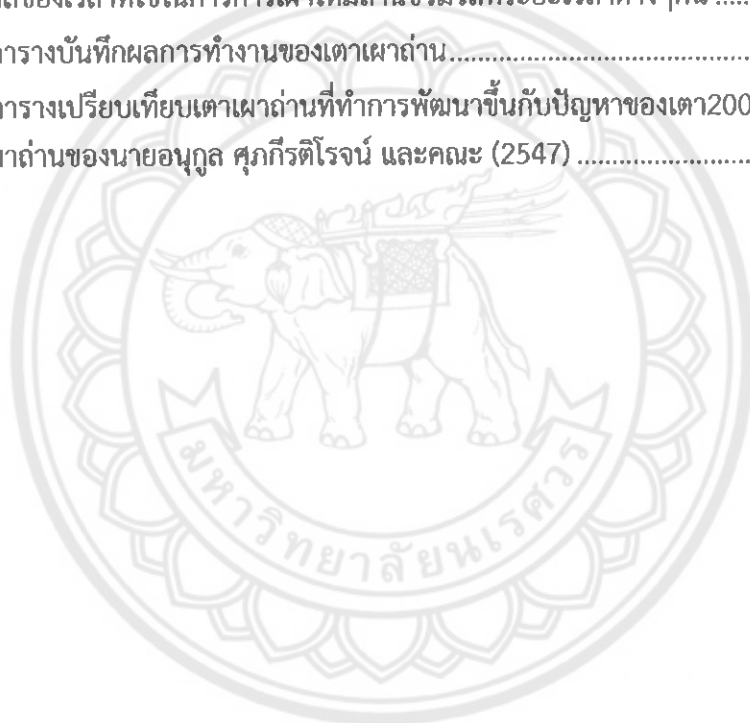 ตารางบันทึกผลการทำงานของเตาเผาถ่าน
ตารางเปรียบเทียบเตาเผาถ่านที่ทำการพัฒนาขึ้นกับปัญหาของเตา200
เผาถ่านของนายอนุกูล ศุภกีรติโรจน์ และคณะ (2547)
มหาวิทยาลัยนเรศวร